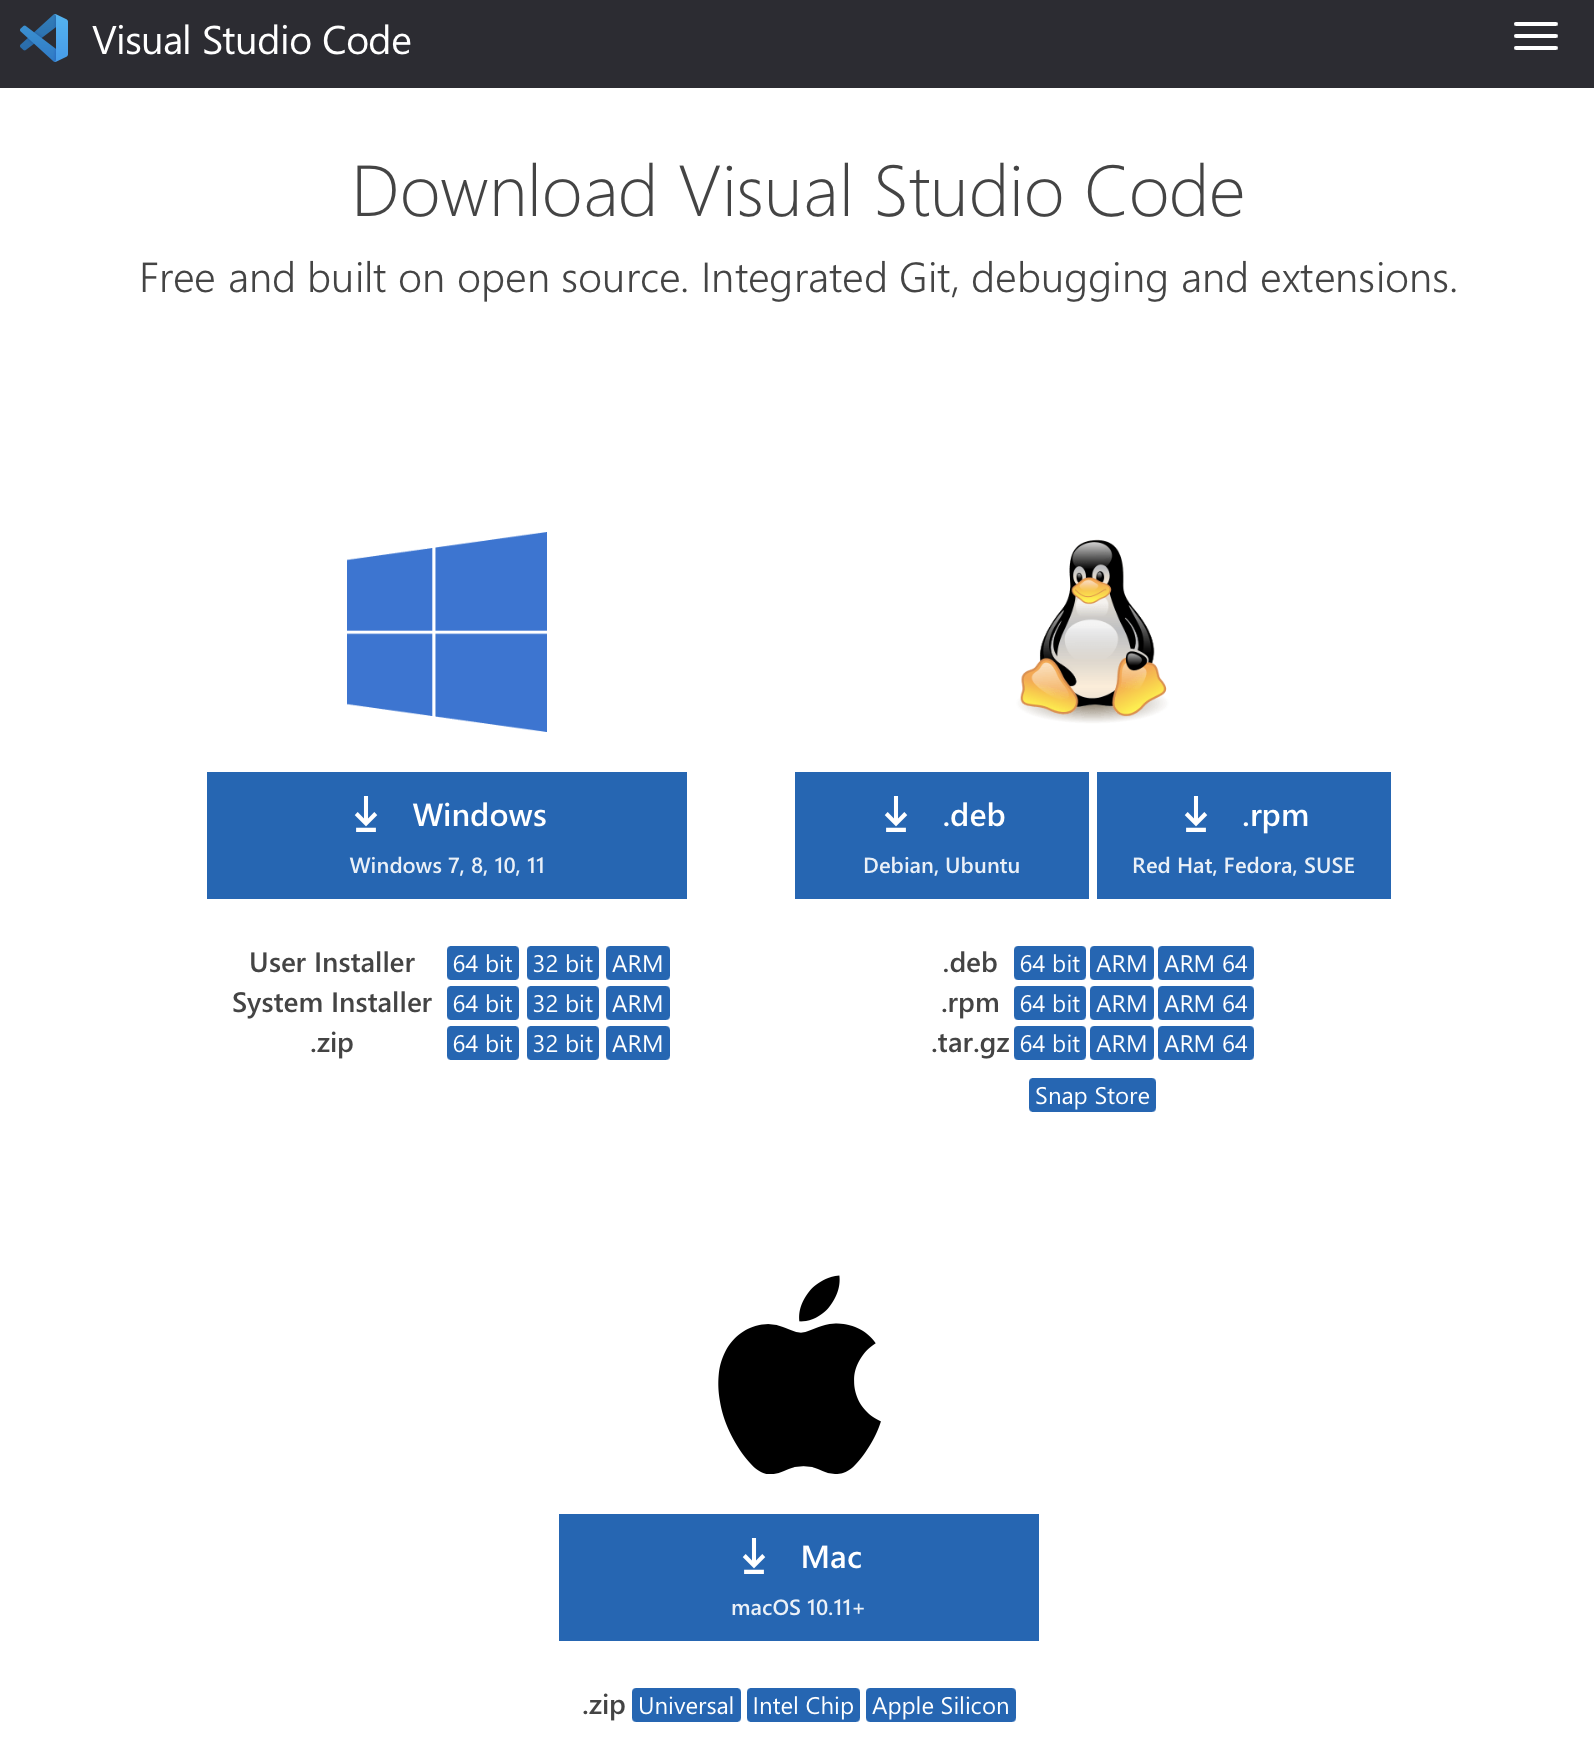 Visual Studio Code
Download Visual Studio Code
Free and built on open source. Integrated Git, debugging and extensions.
Windows
Windows 7, 8, 10, 11
User Installer 64 bit 32 bit ARM
System Installer 64 bit 32 bit ARM
.zip 64 bit 32 bit ARM
.deb
Debian, Ubuntu
.rpm
Red Hat, Fedora, SUSE
.deb 64 bit ARM ARM 64
.rpm 64 bit ARM ARM 64
.tar.gz 64 bit ARM ARM 64
Snap Store
Mac
macOS 10.11+
.zip Universal Intel Chip Apple Silicon